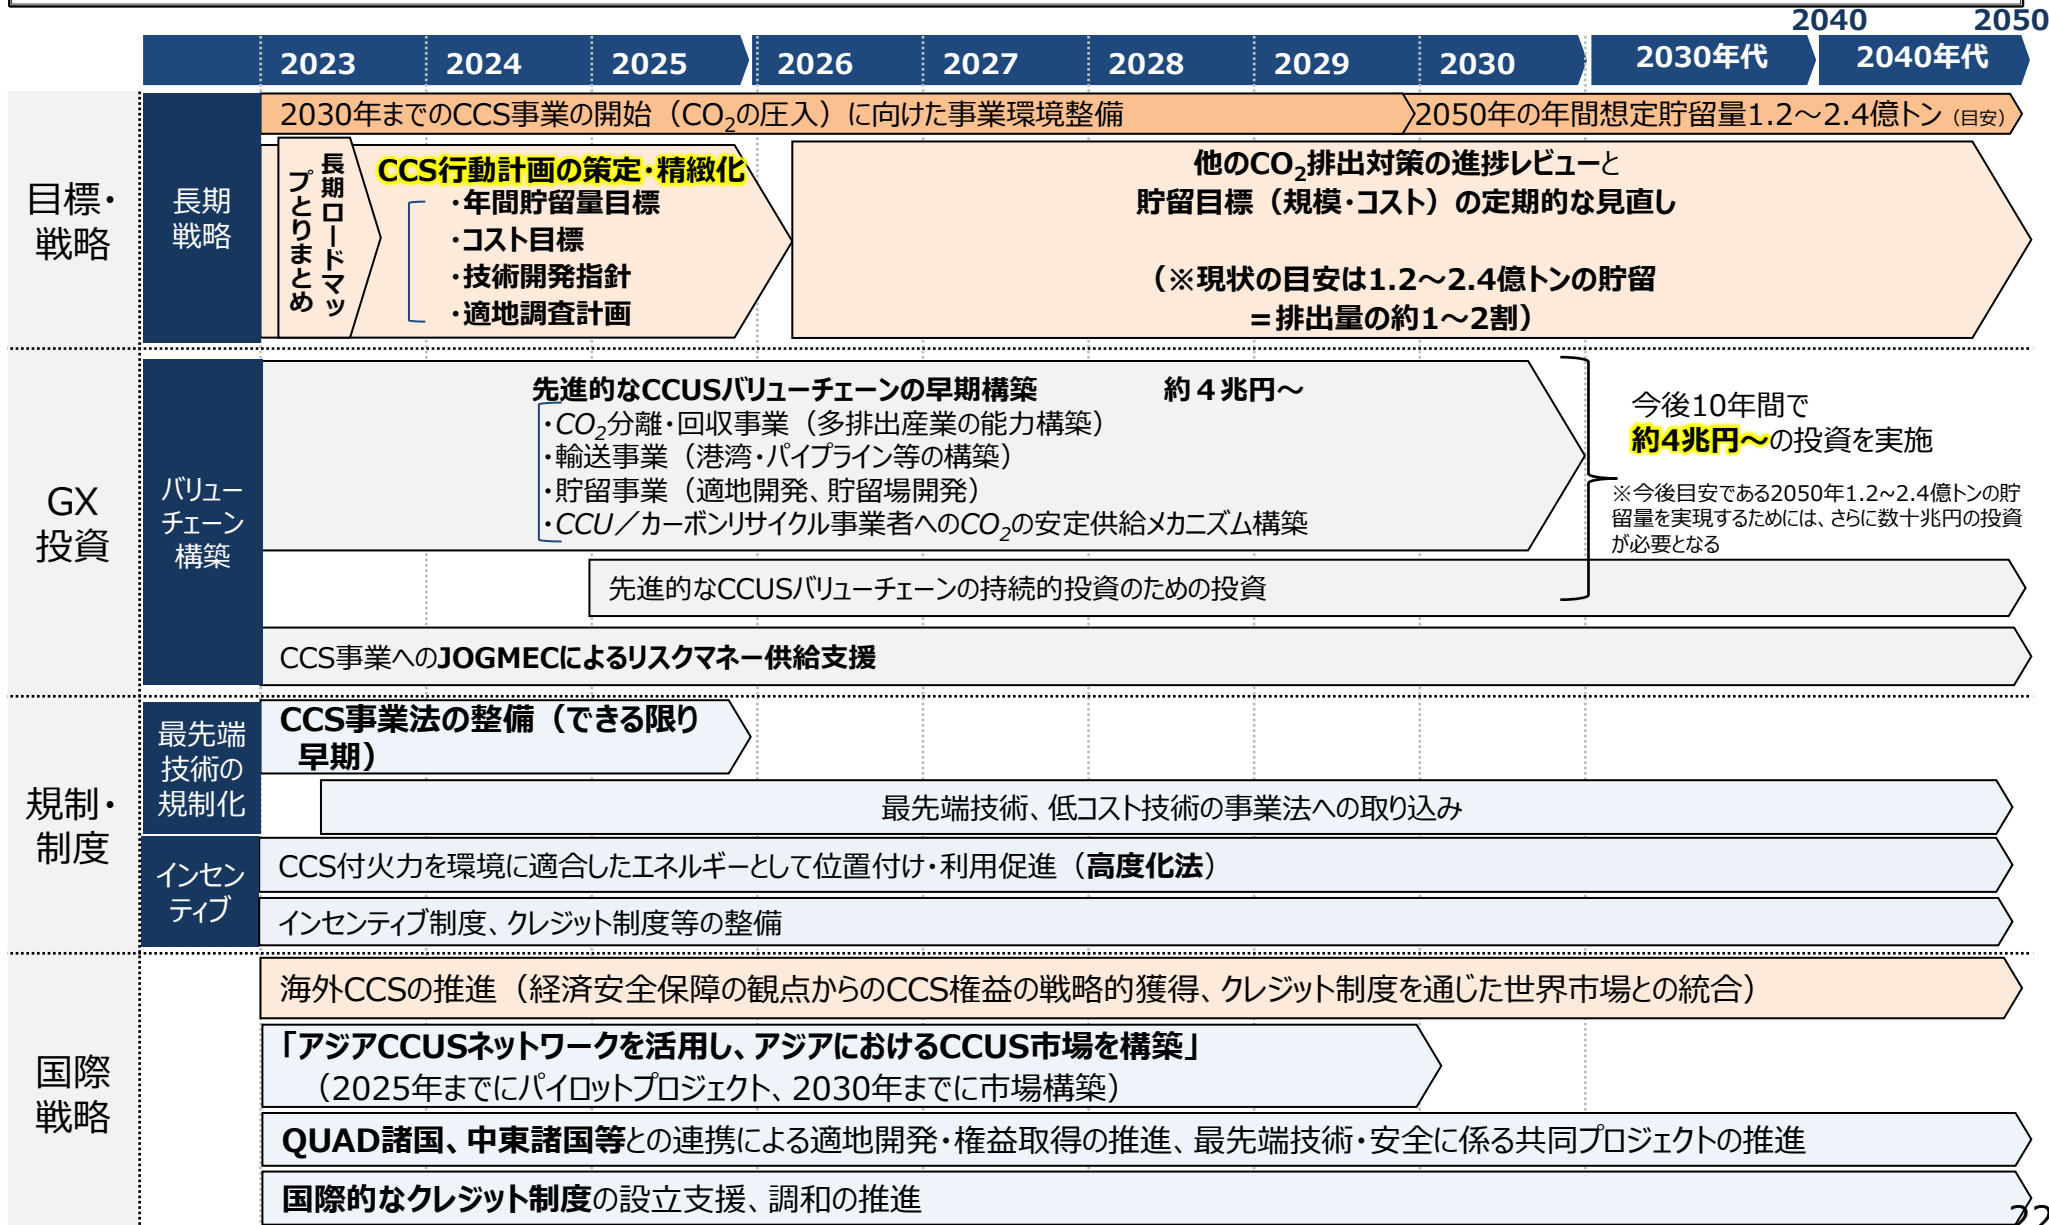 2040 2050
2023 2024 2025 2026 2027 2028 2029 2030 2030年代 2040年代
目標・
戦略
長期
戦略
2030年までのCCS事業の開始（CO2の圧入）に向けた事業環境整備
2050年の年間想定貯留量1.2～2.4億トン（目安）
長期ロードマッ
プとりまとめ
CCS行動計画の策定・精緻化
・年間貯留量目標
・コスト目標
・技術開発指針
・適地調査計画
他のCO2排出対策の進捗レビューと
貯留目標（規模・コスト）の定期的な見直し
（※現状の目安は1.2～2.4億トンの貯留
＝排出量の約1～2割）
GX
投資
バリュー
チェーン
構築
先進的なCCUSバリューチェーンの早期構築 約４兆円～
・CO2分離・回収事業（多排出産業の能力構築）
・輸送事業（港湾・パイプライン等の構築）
・貯留事業（適地開発、貯留場開発）
・CCU／カーボンリサイクル事業者へのCO2の安定供給メカニズム構築
今後10年間で
約4兆円～の投資を実施
※今後目安である2050年1.2~2.4億トンの貯
留量を実現するためには、さらに数十兆円の投資
が必要となる
先進的なCCUSバリューチェーンの持続的投資のための投資
CCS事業へのJOGMECによるリスクマネー供給支援
規制・
制度
最先端
技術の
規制化
CCS事業法の整備（できる限り
早期）
最先端技術、低コスト技術の事業法への取り込み
インセン
ティブ
CCS付火力を環境に適合したエネルギーとして位置付け・利用促進（高度化法）
インセンティブ制度、クレジット制度等の整備
国際
戦略
海外CCSの推進（経済安全保障の観点からのCCS権益の戦略的獲得、クレジット制度を通じた世界市場との統合）
「アジアCCUSネットワークを活用し、アジアにおけるCCUS市場を構築」
（2025年までにパイロットプロジェクト、2030年までに市場構築）
QUAD諸国、中東諸国等との連携による適地開発・権益取得の推進、最先端技術・安全に係る共同プロジェクトの推進
国際的なクレジット制度の設立支援、調和の推進
22